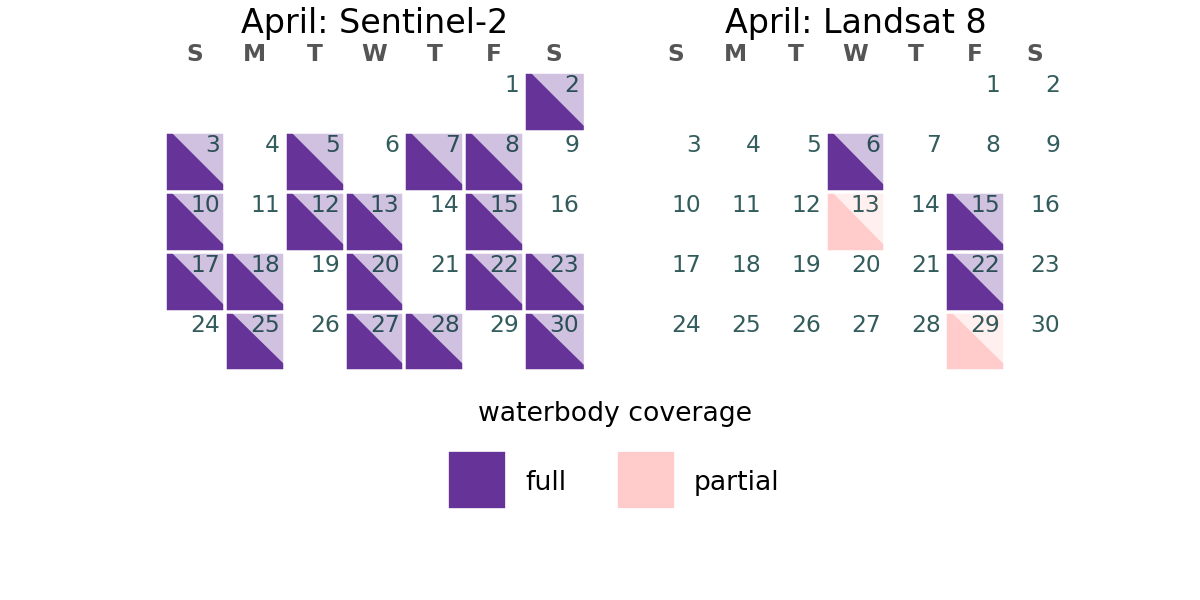 April: Sentinel-2
S M T W T F S
1 2
3 4 5 6 7 8 9
10 11 12 13 14 15 16
17 18 19 20 21 22 23
24 25 26 27 28 29 30
April: Landsat 8
S M T W T F S
1 2
3 4 5 6 7 8 9
10 11 12 13 14 15 16
17 18 19 20 21 22 23
24 25 26 27 28 29 30
waterbody coverage
full
partial